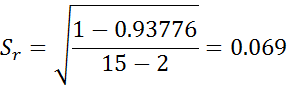 S_r = √((1 − 0.93776)/(15 − 2)) = 0.069